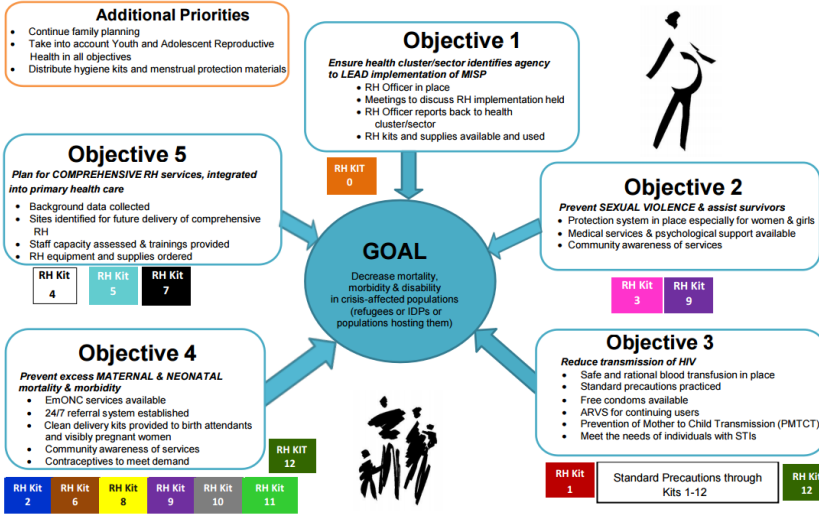 Additional Priorities
• Continue family planning
• Take into account Youth and Adolescent Reproductive
Health in all objectives
• Distribute hygiene kits and menstrual protection materials
Objective 1
Ensure health cluster/sector identifies agency
to LEAD implementation of MISP
• RH Officer in place
• Meetings to discuss RH implementation held
• RH Officer reports back to health
cluster/sector
• RH kits and supplies available and used
RH KIT
0
Objective 5
Plan for COMPREHENSIVE RH services, integrated
into primary health care
• Background data collected
• Sites identified for future delivery of comprehensive
RH
• Staff capacity assessed & trainings provided
• RH equipment and supplies ordered
RH Kit
4
RH Kit
5
RH Kit
7
GOAL
Decrease mortality,
morbidity & disability
in crisis-affected populations
(refugees or IDPs or
populations hosting them)
Objective 2
Prevent SEXUAL VIOLENCE & assist survivors
• Protection system in place especially for women & girls
• Medical services & psychological support available
• Community awareness of services
RH Kit
3
RH Kit
9
Objective 4
Prevent excess MATERNAL & NEONATAL
mortality & morbidity
• EmONC services available
• 24/7 referral system established
• Clean delivery kits provided to birth attendants
and visibly pregnant women
• Community awareness of services
• Contraceptives to meet demand
RH KIT
12
RH Kit
2
RH Kit
6
RH Kit
8
RH Kit
9
RH Kit
10
RH Kit
11
Objective 3
Reduce transmission of HIV
• Safe and rational blood transfusion in place
• Standard precautions practiced
• Free condoms available
• ARVS for continuing users
• Prevention of Mother to Child Transmission (PMTCT)
• Meet the needs of individuals with STIs
RH Kit
1
Standard Precautions through
Kits 1-12
RH Kit
12